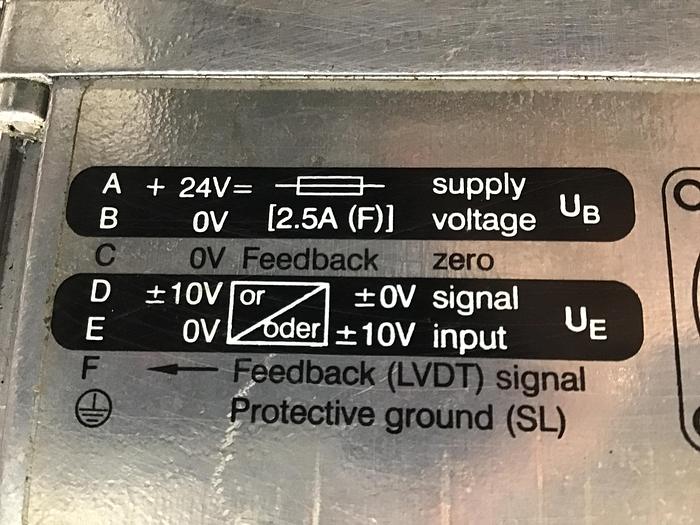 A + 24V= supply
B 0V [2.5A (F)] voltage UB
C 0V Feedback zero
D ±10V or ±0V signal
E 0V oder ±10V input UE
F Feedback (LVDT) signal
Protective ground (SL)